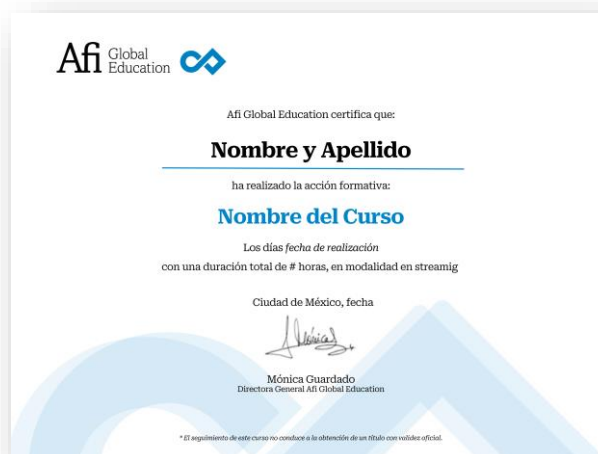 Afi Global
Education
Afi Global Education certifica que:
Nombre y Apellido
ha realizado la acción formativa:
Nombre del Curso
Los días fecha de realización
con una duración total de # horas, en modalidad en streamig
Ciudad de México, fecha
Mónica
Mónica Guardado
Directora General Afi Global Education
* El seguimiento de este curso no conduce a la obtención de un título con validez oficial.